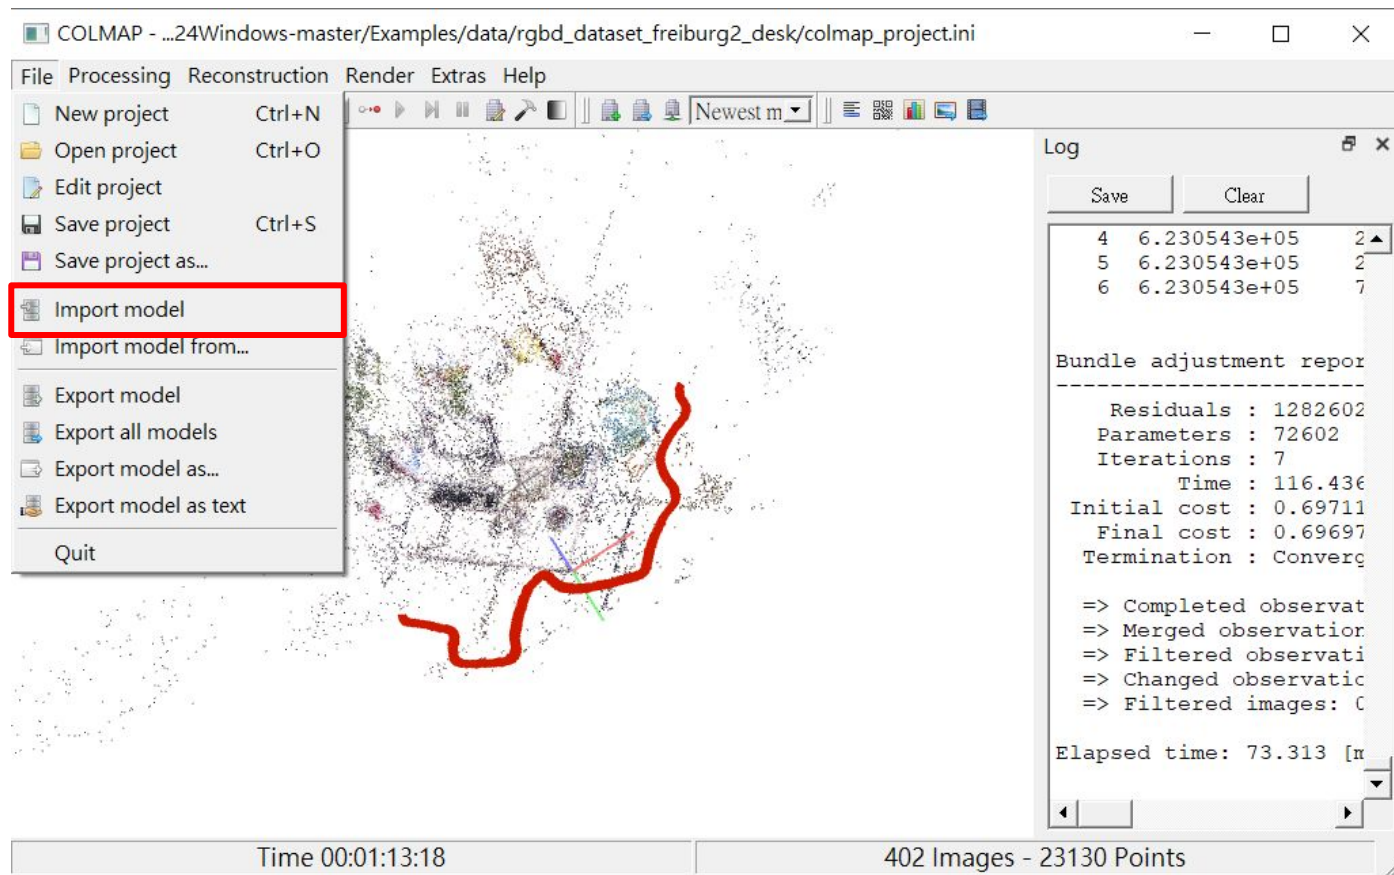 COLMAP - ...24Windows-master/Examples/data/rgbd_dataset_freiburg2_desk/colmap_project.ini
File Processing Reconstruction Render Extras Help
New project Ctrl+N
Open project Ctrl+O
Edit project
Save project Ctrl+S
Save project as...
Import model
Import model from...
Export model
Export all models
Export model as...
Export model as text
Quit
Newest m
Log
Save Clear
4 6.230543e+05 2
5 6.230543e+05 2
6 6.230543e+05 7
Bundle adjustment repor
-----------------------
Residuals : 1282602
Parameters : 72602
Iterations : 7
Time : 116.436
Initial cost : 0.69711
Final cost : 0.69697
Termination : Converg
=> Completed observat
=> Merged observation
=> Filtered observati
=> Changed observatio
=> Filtered images: 0
Elapsed time: 73.313 [m
Time 00:01:13:18
402 Images - 23130 Points